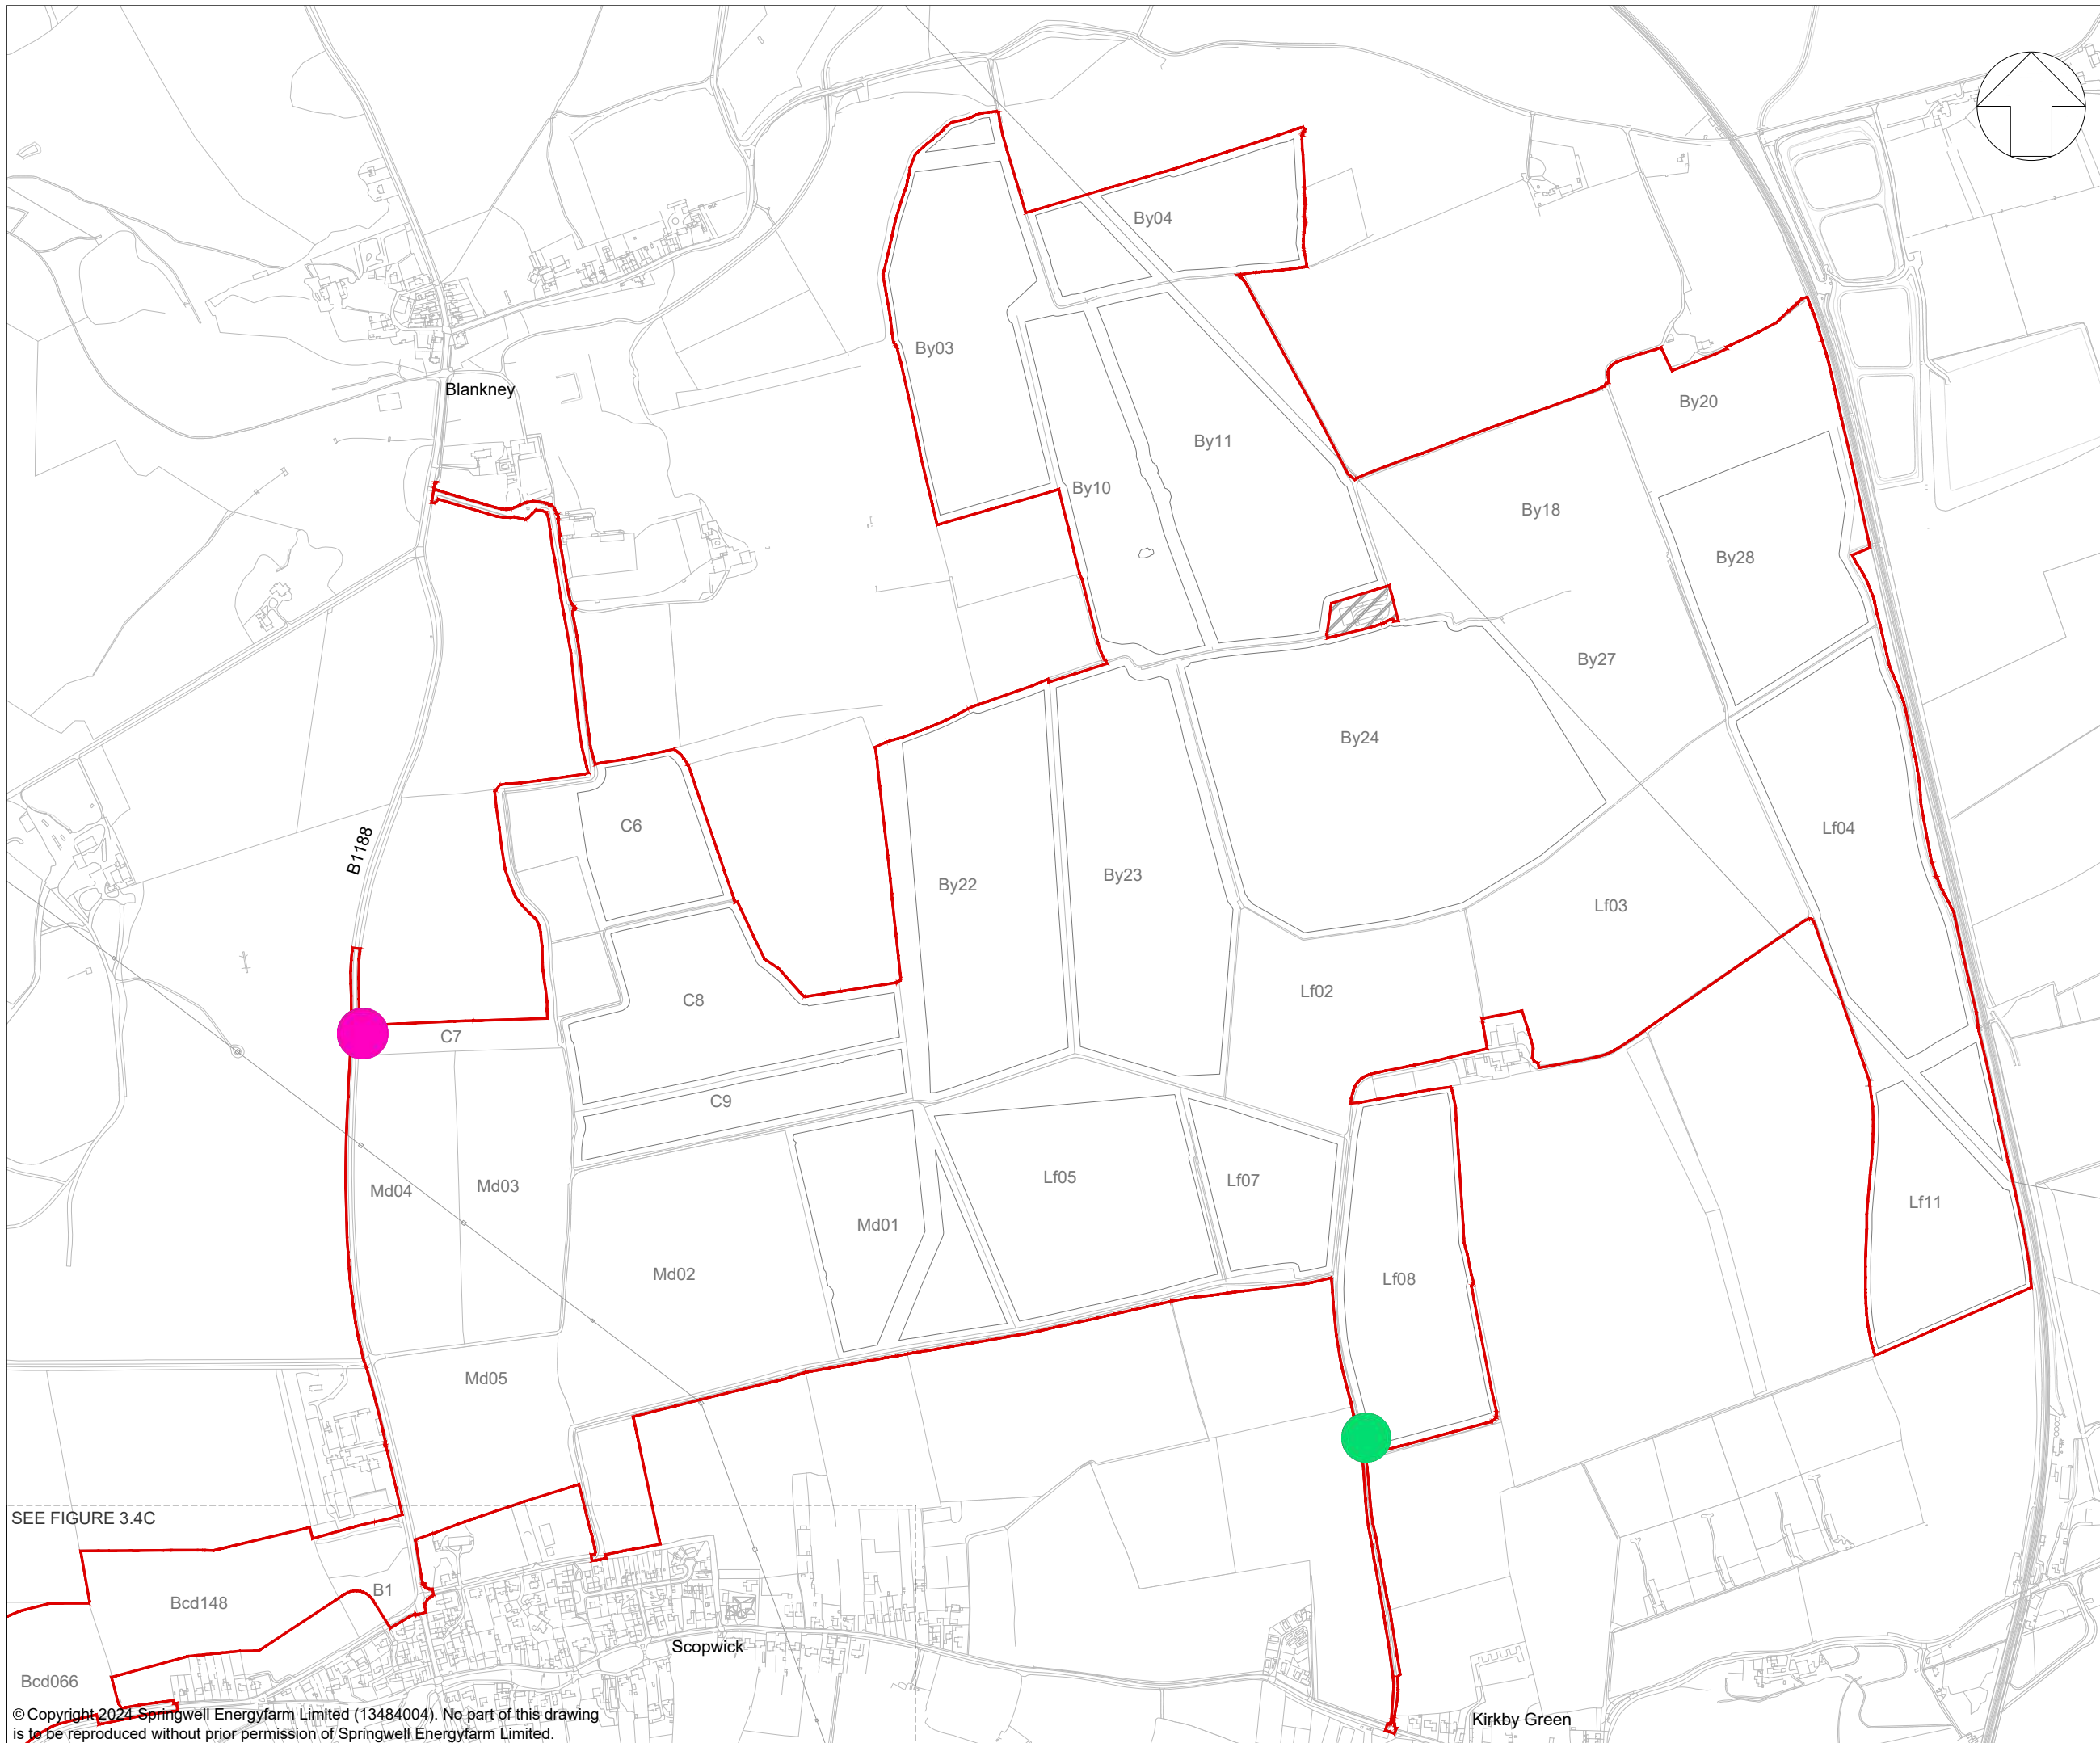 By04
By03
Blankney
By20
By11
By10
By18
By28
By27
By24
C6
Lf04
B1188
By23
By22
Lf03
Lf02
C8
C7
C9
Lf05
Lf07
Md03
Md04
Lf11
Md01
Md02
Lf08
Md05
SEE FIGURE 3.4C
B1
Bcd148
Scopwick
Bcd066
Kirkby Green
© Copyright 2024 Springwell Energyfarm Limited (13484004). No part of this drawing
is to be reproduced without prior permission of Springwell Energyfarm Limited.